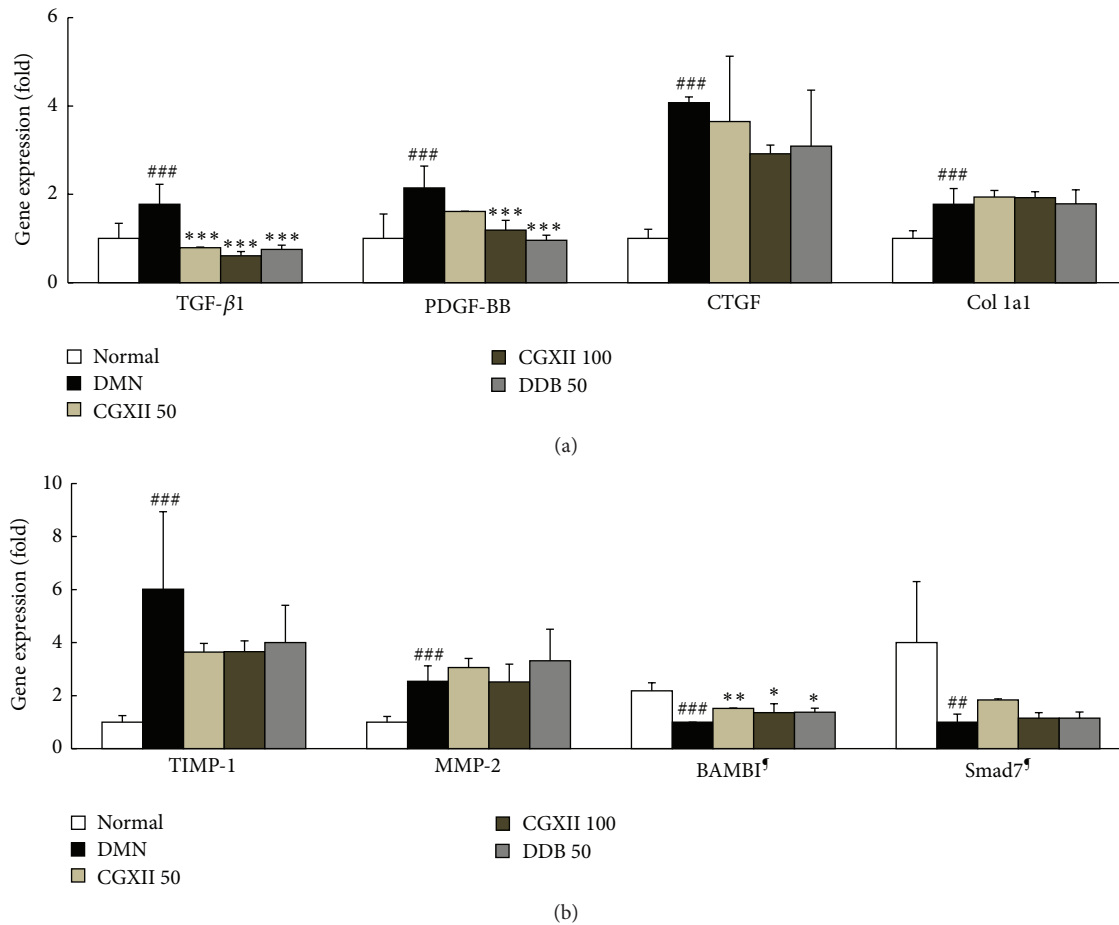 6
4
2
0
Gene expression (fold)
###
***
***
***
###
***
***
###
###
TGF-β1
PDGF-BB
CTGF
Col 1a1
Normal
DMN
CGXII 50
CGXII 100
DDB 50
(a)
10
8
6
4
2
0
Gene expression (fold)
###
###
###
**
*
*
##
TIMP-1
MMP-2
BAMBI¶
Smad7¶
Normal
DMN
CGXII 50
CGXII 100
DDB 50
(b)